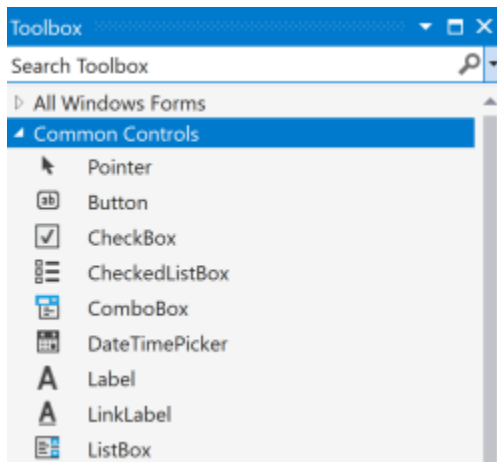 Toolbox
Search Toolbox
All Windows Forms
Common Controls
Pointer
Button
CheckBox
CheckedListBox
ComboBox
DateTimePicker
Label
LinkLabel
ListBox